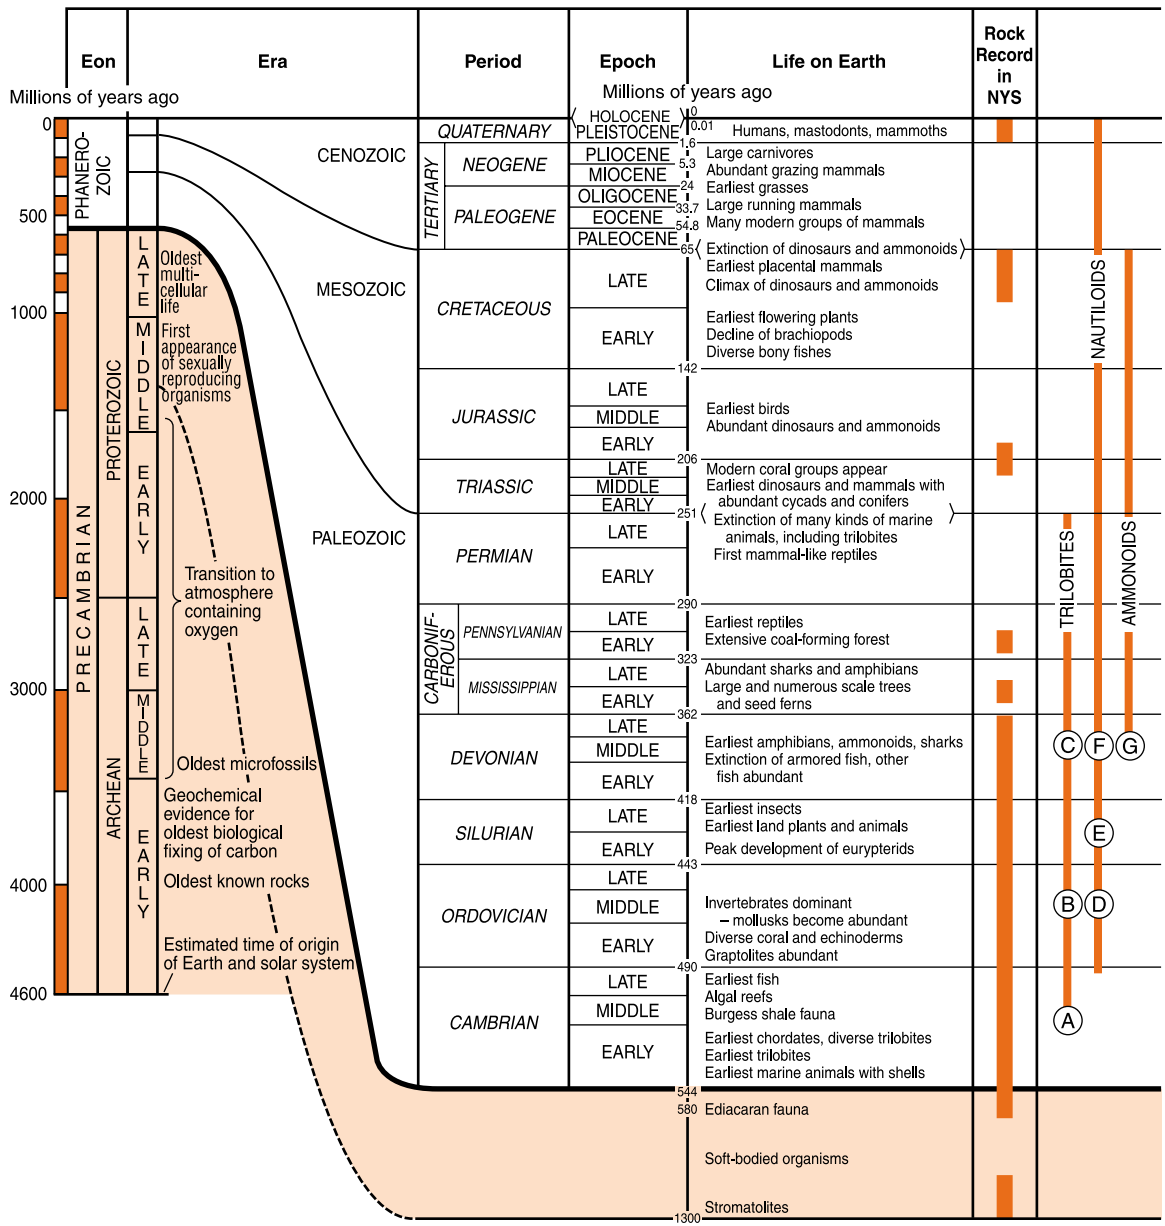 Eon
Era
Period
Epoch
Life on Earth
Rock
Record
in
NYS
Millions of years ago
Millions of years ago
0
500
1000
2000
3000
4000
4600
PHANERO-
ZOIC
PRECAMBRIAN
PROTEROZOIC
ARCHEAN
LATE
MIDDLE
EARLY
LATE
MIDDLE
EARLY
Oldest
multi-
cellular
life
First
appearance
of sexually
reproducing
organisms
Transition to
atmosphere
containing
oxygen
Oldest microfossils
Geochemical
evidence for
oldest biological
fixing of carbon
Oldest known rocks
Estimated time of origin
of Earth and solar system
CENOZOIC
MESOZOIC
PALEOZOIC
QUATERNARY
TERTIARY
NEOGENE
PALEOGENE
CRETACEOUS
JURASSIC
TRIASSIC
PERMIAN
CARBONIF-
EROUS
PENNSYLVANIAN
MISSISSIPPIAN
DEVONIAN
SILURIAN
ORDOVICIAN
CAMBRIAN
HOLOCENE
PLEISTOCENE
PLIOCENE
MIOCENE
OLIGOCENE
EOCENE
PALEOCENE
LATE
EARLY
LATE
MIDDLE
EARLY
LATE
MIDDLE
EARLY
LATE
EARLY
LATE
EARLY
LATE
EARLY
LATE
MIDDLE
EARLY
LATE
EARLY
LATE
MIDDLE
EARLY
LATE
MIDDLE
EARLY
0
0.01
1.6
5.3
24
33.7
54.8
65
142
206
251
290
323
362
418
443
490
544
580
1300
Humans, mastodonts, mammoths
Large carnivores
Abundant grazing mammals
Earliest grasses
Large running mammals
Many modern groups of mammals
Extinction of dinosaurs and ammonoids
Earliest placental mammals
Climax of dinosaurs and ammonoids
Earliest flowering plants
Decline of brachiopods
Diverse bony fishes
Earliest birds
Abundant dinosaurs and ammonoids
Modern coral groups appear
Earliest dinosaurs and mammals with
abundant cycads and conifers
Extinction of many kinds of marine
animals, including trilobites
First mammal-like reptiles
Earliest reptiles
Extensive coal-forming forest
Abundant sharks and amphibians
Large and numerous scale trees
and seed ferns
Earliest amphibians, ammonoids, sharks
Extinction of armored fish, other
fish abundant
Earliest insects
Earliest land plants and animals
Peak development of eurypterids
Invertebrates dominant
– mollusks become abundant
Diverse coral and echinoderms
Graptolites abundant
Earliest fish
Algal reefs
Burgess shale fauna
Earliest chordates, diverse trilobites
Earliest trilobites
Earliest marine animals with shells
Ediacaran fauna
Soft-bodied organisms
Stromatolites
TRILOBITES
NAUTILOIDS
AMMONOIDS
C
F
G
E
B
D
A